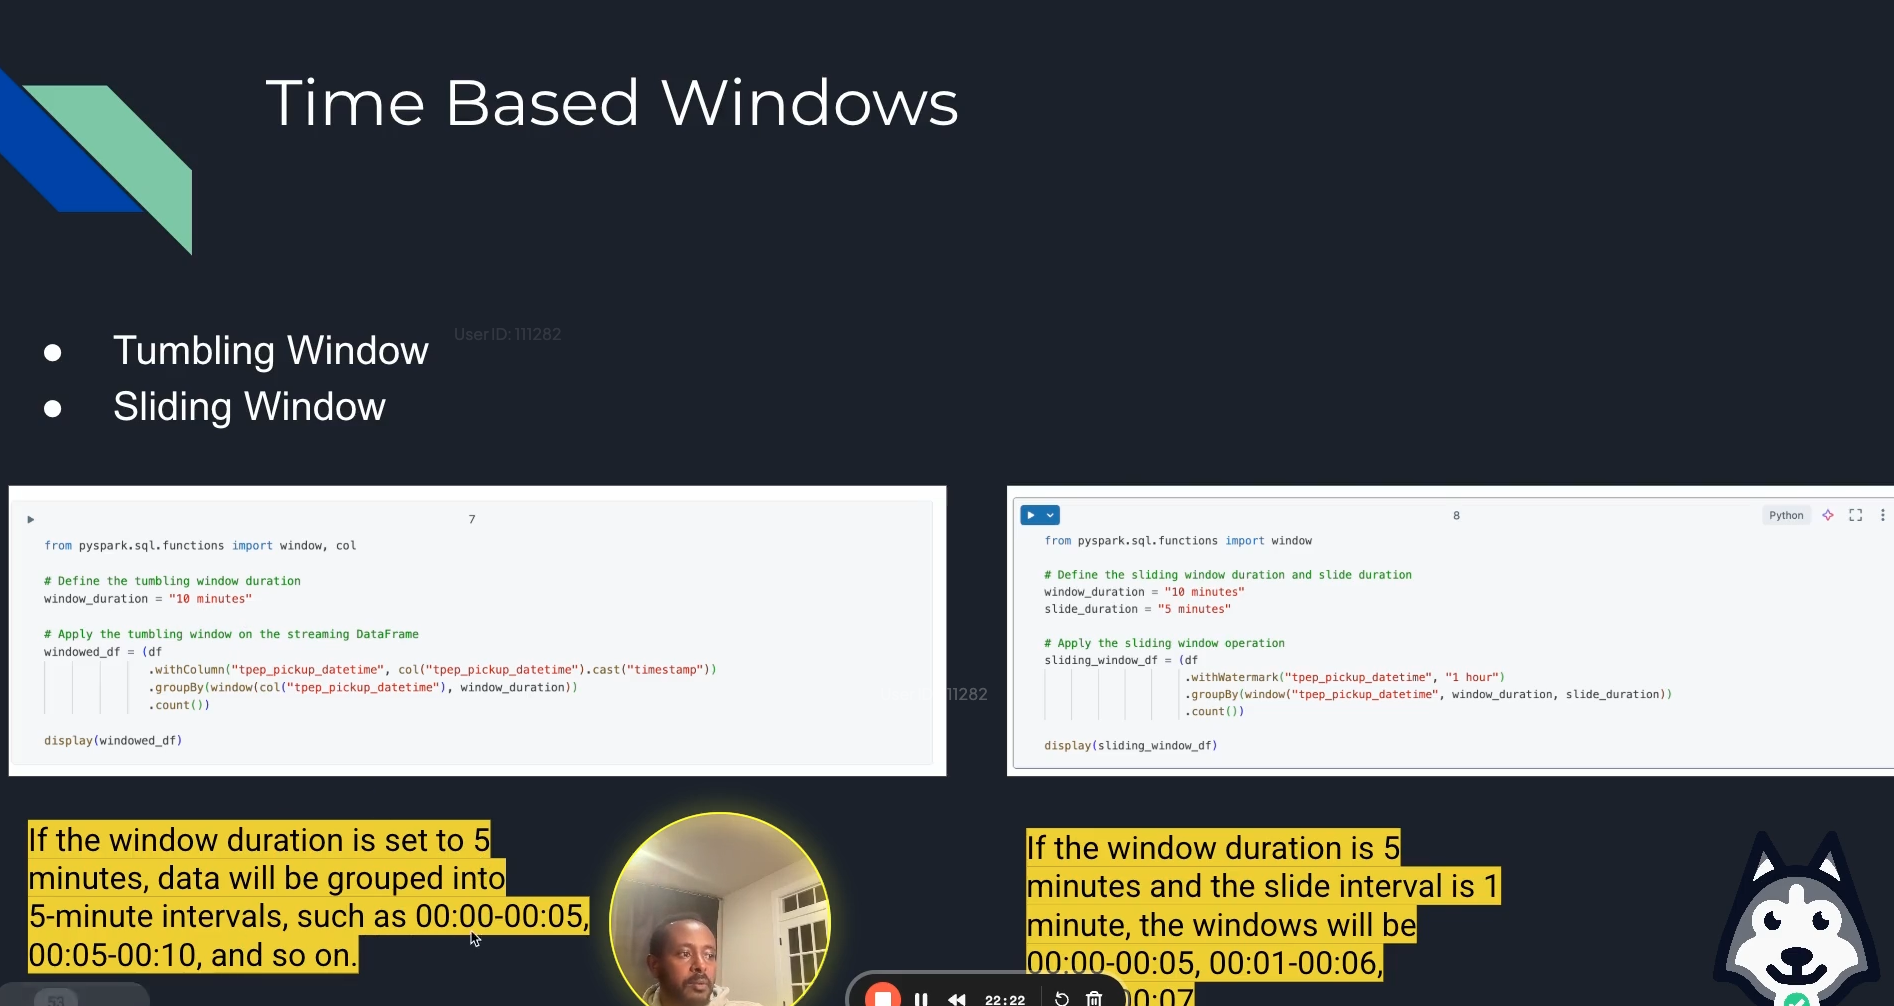 Time Based Windows
User ID: 111282
● Tumbling Window
● Sliding Window
7
from pyspark.sql.functions import window, col
# Define the tumbling window duration
window_duration = "10 minutes"
# Apply the tumbling window on the streaming DataFrame
windowed_df = (df
.withColumn("tpep_pickup_datetime", col("tpep_pickup_datetime").cast("timestamp"))
.groupBy(window(col("tpep_pickup_datetime"), window_duration))
.count())
display(windowed_df)
11282
8
Python
from pyspark.sql.functions import window
# Define the sliding window duration and slide duration
window_duration = "10 minutes"
slide_duration = "5 minutes"
# Apply the sliding window operation
sliding_window_df = (df
.withWatermark("tpep_pickup_datetime", "1 hour")
.groupBy(window("tpep_pickup_datetime", window_duration, slide_duration))
.count())
display(sliding_window_df)
If the window duration is set to 5
minutes, data will be grouped into
5-minute intervals, such as 00:00-00:05,
00:05-00:10, and so on.
If the window duration is 5
minutes and the slide interval is 1
minute, the windows will be
00:00-00:05, 00:01-00:06,
00:07
53
22:22